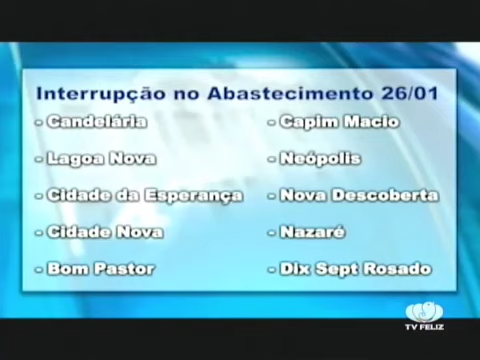 Interrupção no Abastecimento 26/01
- Candelária
- Lagoa Nova
- Cidade da Esperança
- Cidade Nova
- Bom Pastor
- Capim Macio
- Neópolis
- Nova Descoberta
- Nazaré
- Dix Sept Rosado
TV FELIZ